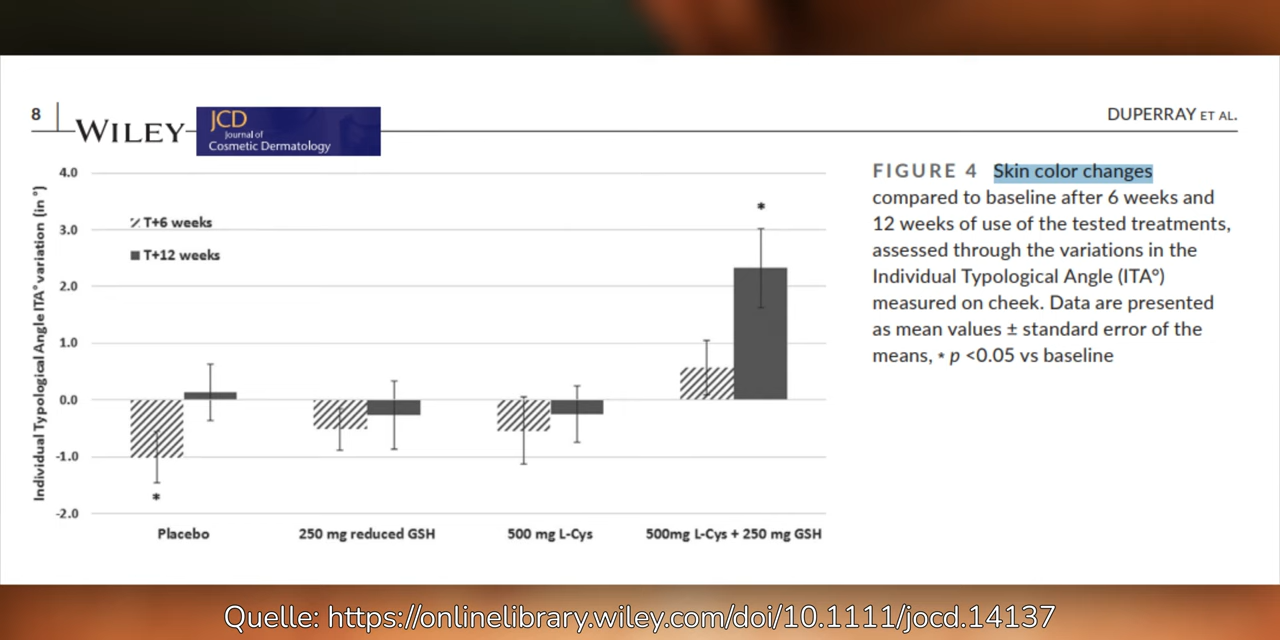 8
WILEY
JCD
Journal of
Cosmetic Dermatology
DUPERRAY ET AL.
Individual Typological Angle ITA° variation (in °)
4.0
3.0
2.0
1.0
0.0
-1.0
-2.0
T+6 weeks
T+12 weeks
*
*
Placebo
250 mg reduced GSH
500 mg L-Cys
500mg L-Cys + 250 mg GSH
FIGURE 4 Skin color changes
compared to baseline after 6 weeks and
12 weeks of use of the tested treatments,
assessed through the variations in the
Individual Typological Angle (ITA°)
measured on cheek. Data are presented
as mean values ± standard error of the
means, * p <0.05 vs baseline
Quelle: https://onlinelibrary.wiley.com/doi/10.1111/jocd.14137